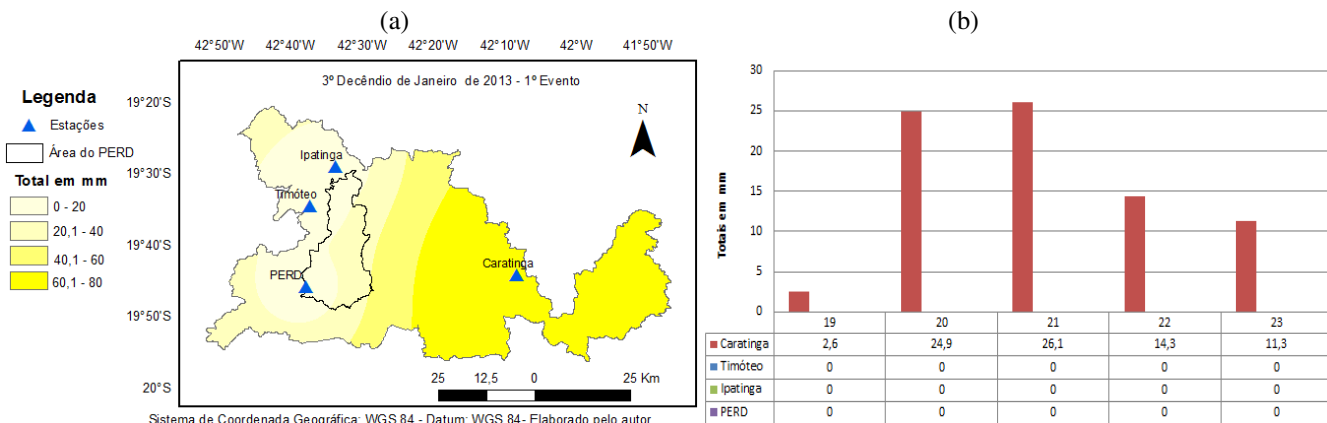 (a)
42°50'W 42°40'W 42°30'W 42°20'W 42°10'W 42°W 41°50'W
3º Decêndio de Janeiro de 2013 - 1º Evento
Legenda
Estações
Área do PERD
Total em mm
0 - 20
20,1 - 40
40,1 - 60
60,1 - 80
19°20'S
19°30'S
19°40'S
19°50'S
20°S
N
Ipatinga
Timóteo
PERD
Caratinga
25 12,5 0 25 Km
Sistema de Coordenada Geográfica: WGS 84 - Datum: WGS 84- Elaborado pelo autor
(b)
Totais em mm
30
25
20
15
10
5
0
19 20 21 22 23
Caratinga 2,6 24,9 26,1 14,3 11,3
Timóteo 0 0 0 0 0
Ipatinga 0 0 0 0 0
PERD 0 0 0 0 0